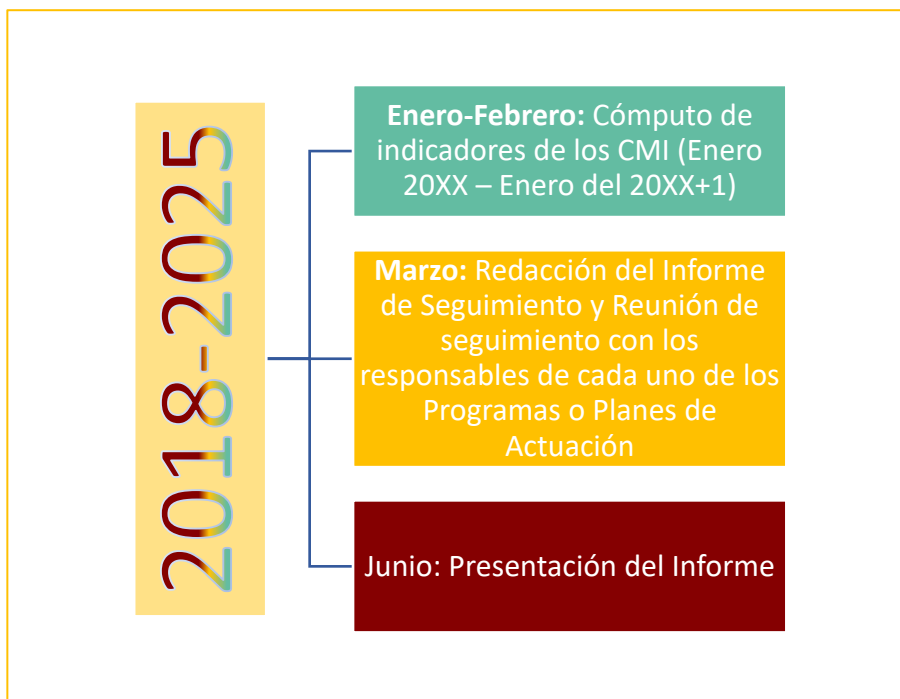 2018-2025
Enero-Febrero: Cómputo de
indicadores de los CMI (Enero
20XX – Enero del 20XX+1)
Marzo: Redacción del Informe
de Seguimiento y Reunión de
seguimiento con los
responsables de cada uno de los
Programas o Planes de
Actuación
Junio: Presentación del Informe